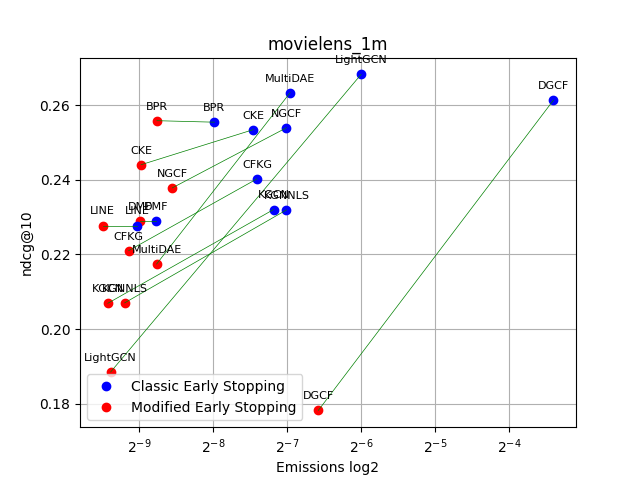 movielens_1m
LightGCN
MultiDAE
DGCF
BPR
BPR
CKE
NGCF
CKE
CFKG
NGCF
KGCN
KGNNLS
LINE
LINE
DMF
DMF
CFKG
MultiDAE
KGCN
KGNNLS
LightGCN
DGCF
0.26
0.24
0.22
0.20
0.18
ndcg@10
Classic Early Stopping
Modified Early Stopping
2⁻⁹ 2⁻⁸ 2⁻⁷ 2⁻⁶ 2⁻⁵ 2⁻⁴
Emissions log2